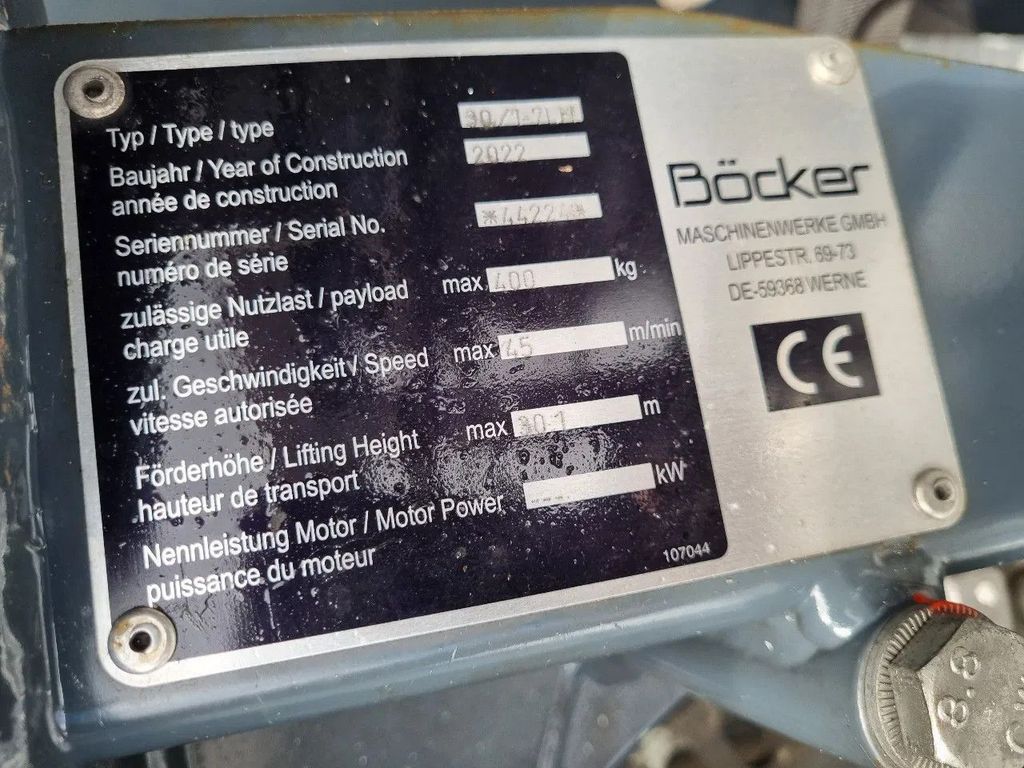 Typ / Type / type
Baujahr / Year of Construction 2022
année de construction
Seriennummer / Serial No.
numéro de série
zulässige Nutzlast / payload max. 400 kg
charge utile
zul. Geschwindigkeit / Speed max 45 m/min
vitesse autorisée
Förderhöhe / Lifting Height max m
hauteur de transport
Nennleistung Motor / Motor Power kW
puissance du moteur
107044
Böcker
MASCHINENWERKE GMBH
LIPPESTR. 69-73
DE-59368 WERNE
CE
8.8